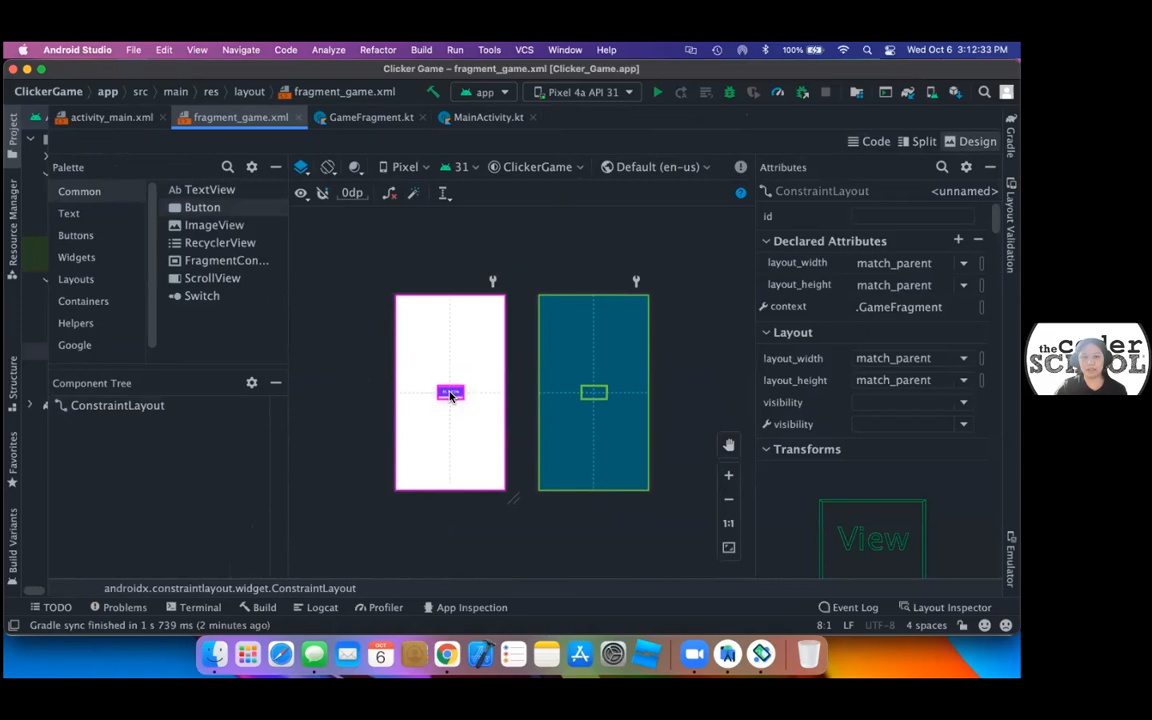 Android Studio File Edit View Navigate Code Analyze Refactor Build Run Tools VCS Window Help 100% Wed Oct 6 3:12:33 PM
Clicker Game – fragment_game.xml [Clicker_Game.app]
ClickerGame app src main res layout fragment_game.xml app Pixel 4a API 31
activity_main.xml fragment_game.xml GameFragment.kt MainActivity.kt
Code Split Design
Project
Resource Manager
Structure
Favorites
Build Variants
Palette
Common
Text
Buttons
Widgets
Layouts
Containers
Helpers
Google
Ab TextView
Button
ImageView
RecyclerView
FragmentCon...
ScrollView
Switch
Component Tree
ConstraintLayout
Pixel 31 ClickerGame Default (en-us)
0dp
1:1
Attributes
ConstraintLayout <unnamed>
id
Declared Attributes
layout_width match_parent
layout_height match_parent
context .GameFragment
Layout
layout_width match_parent
layout_height match_parent
visibility
visibility
Transforms
View
Gradle
Layout Validation
Emulator
androidx.constraintlayout.widget.ConstraintLayout
TODO Problems Terminal Build Logcat Profiler App Inspection Event Log Layout Inspector
Gradle sync finished in 1 s 739 ms (2 minutes ago) 8:1 LF UTF-8 4 spaces
OCT
6
the coder
SCHOOL